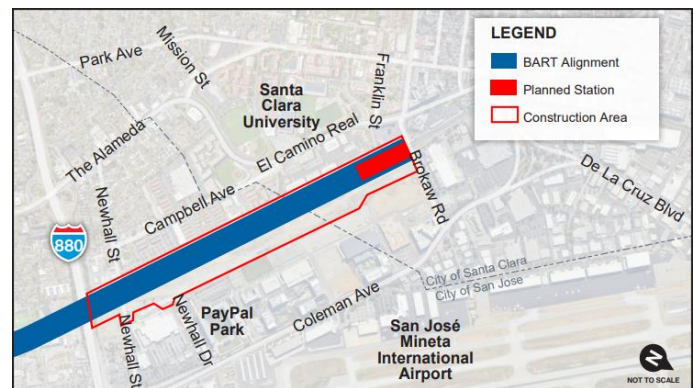 LEGEND
BART Alignment
Planned Station
Construction Area
Park Ave
Mission St
Santa
Clara
University
Franklin St
El Camino Real
The Alameda
Campbell Ave
Brokaw Rd
De La Cruz Blvd
Newhall St
880
City of Santa Clara
City of San Jose
Newhall St
Newhall Dr
PayPal
Park
Coleman Ave
San José
Mineta
International
Airport
N
NOT TO SCALE